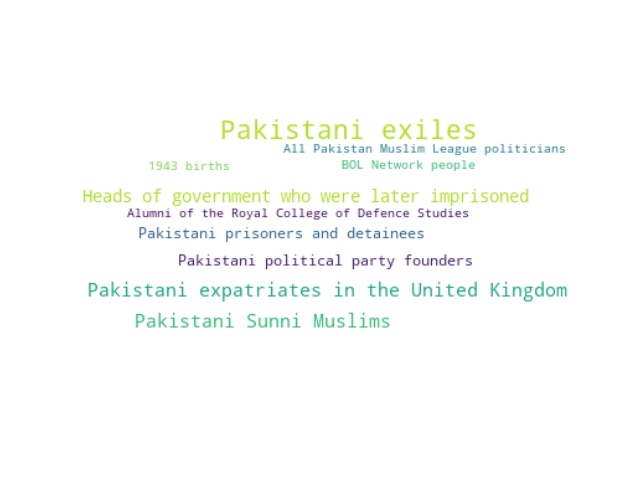 Pakistani exiles
All Pakistan Muslim League politicians
1943 births
BOL Network people
Heads of government who were later imprisoned
Alumni of the Royal College of Defence Studies
Pakistani prisoners and detainees
Pakistani political party founders
Pakistani expatriates in the United Kingdom
Pakistani Sunni Muslims